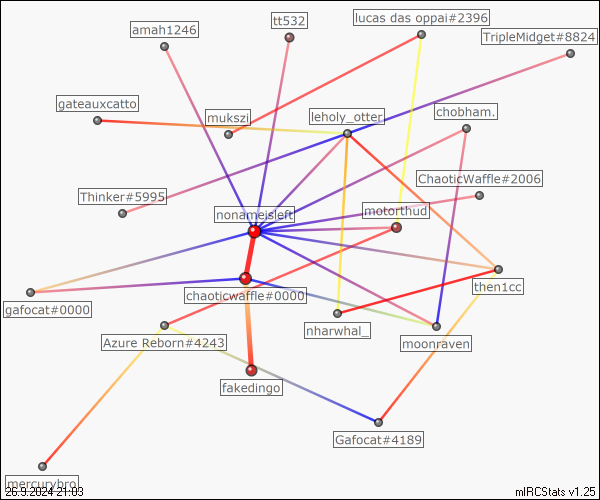 tt532
lucas das oppai#2396
amah1246
TripleMidget#8824
gateauxcatto
mukszi
leholy_otter
chobham.
ChaoticWaffle#2006
Thinker#5995
nonameisleft
motorthud
then1cc
chaoticwaffle#0000
gafocat#0000
nharwhal_
Azure Reborn#4243
moonraven
fakedingo
Gafocat#4189
mercurybro
26.9.2024 21:03
mIRCStats v1.25